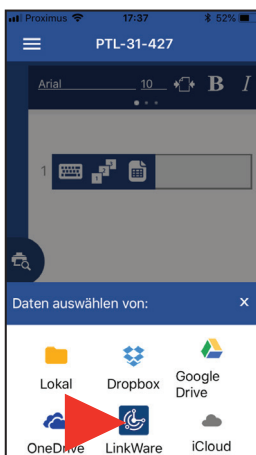 Proximus 17:37 52%
PTL-31-427
Arial 10 B I
1
Daten auswählen von:
x
Lokal Dropbox Google Drive
OneDrive LinkWare iCloud